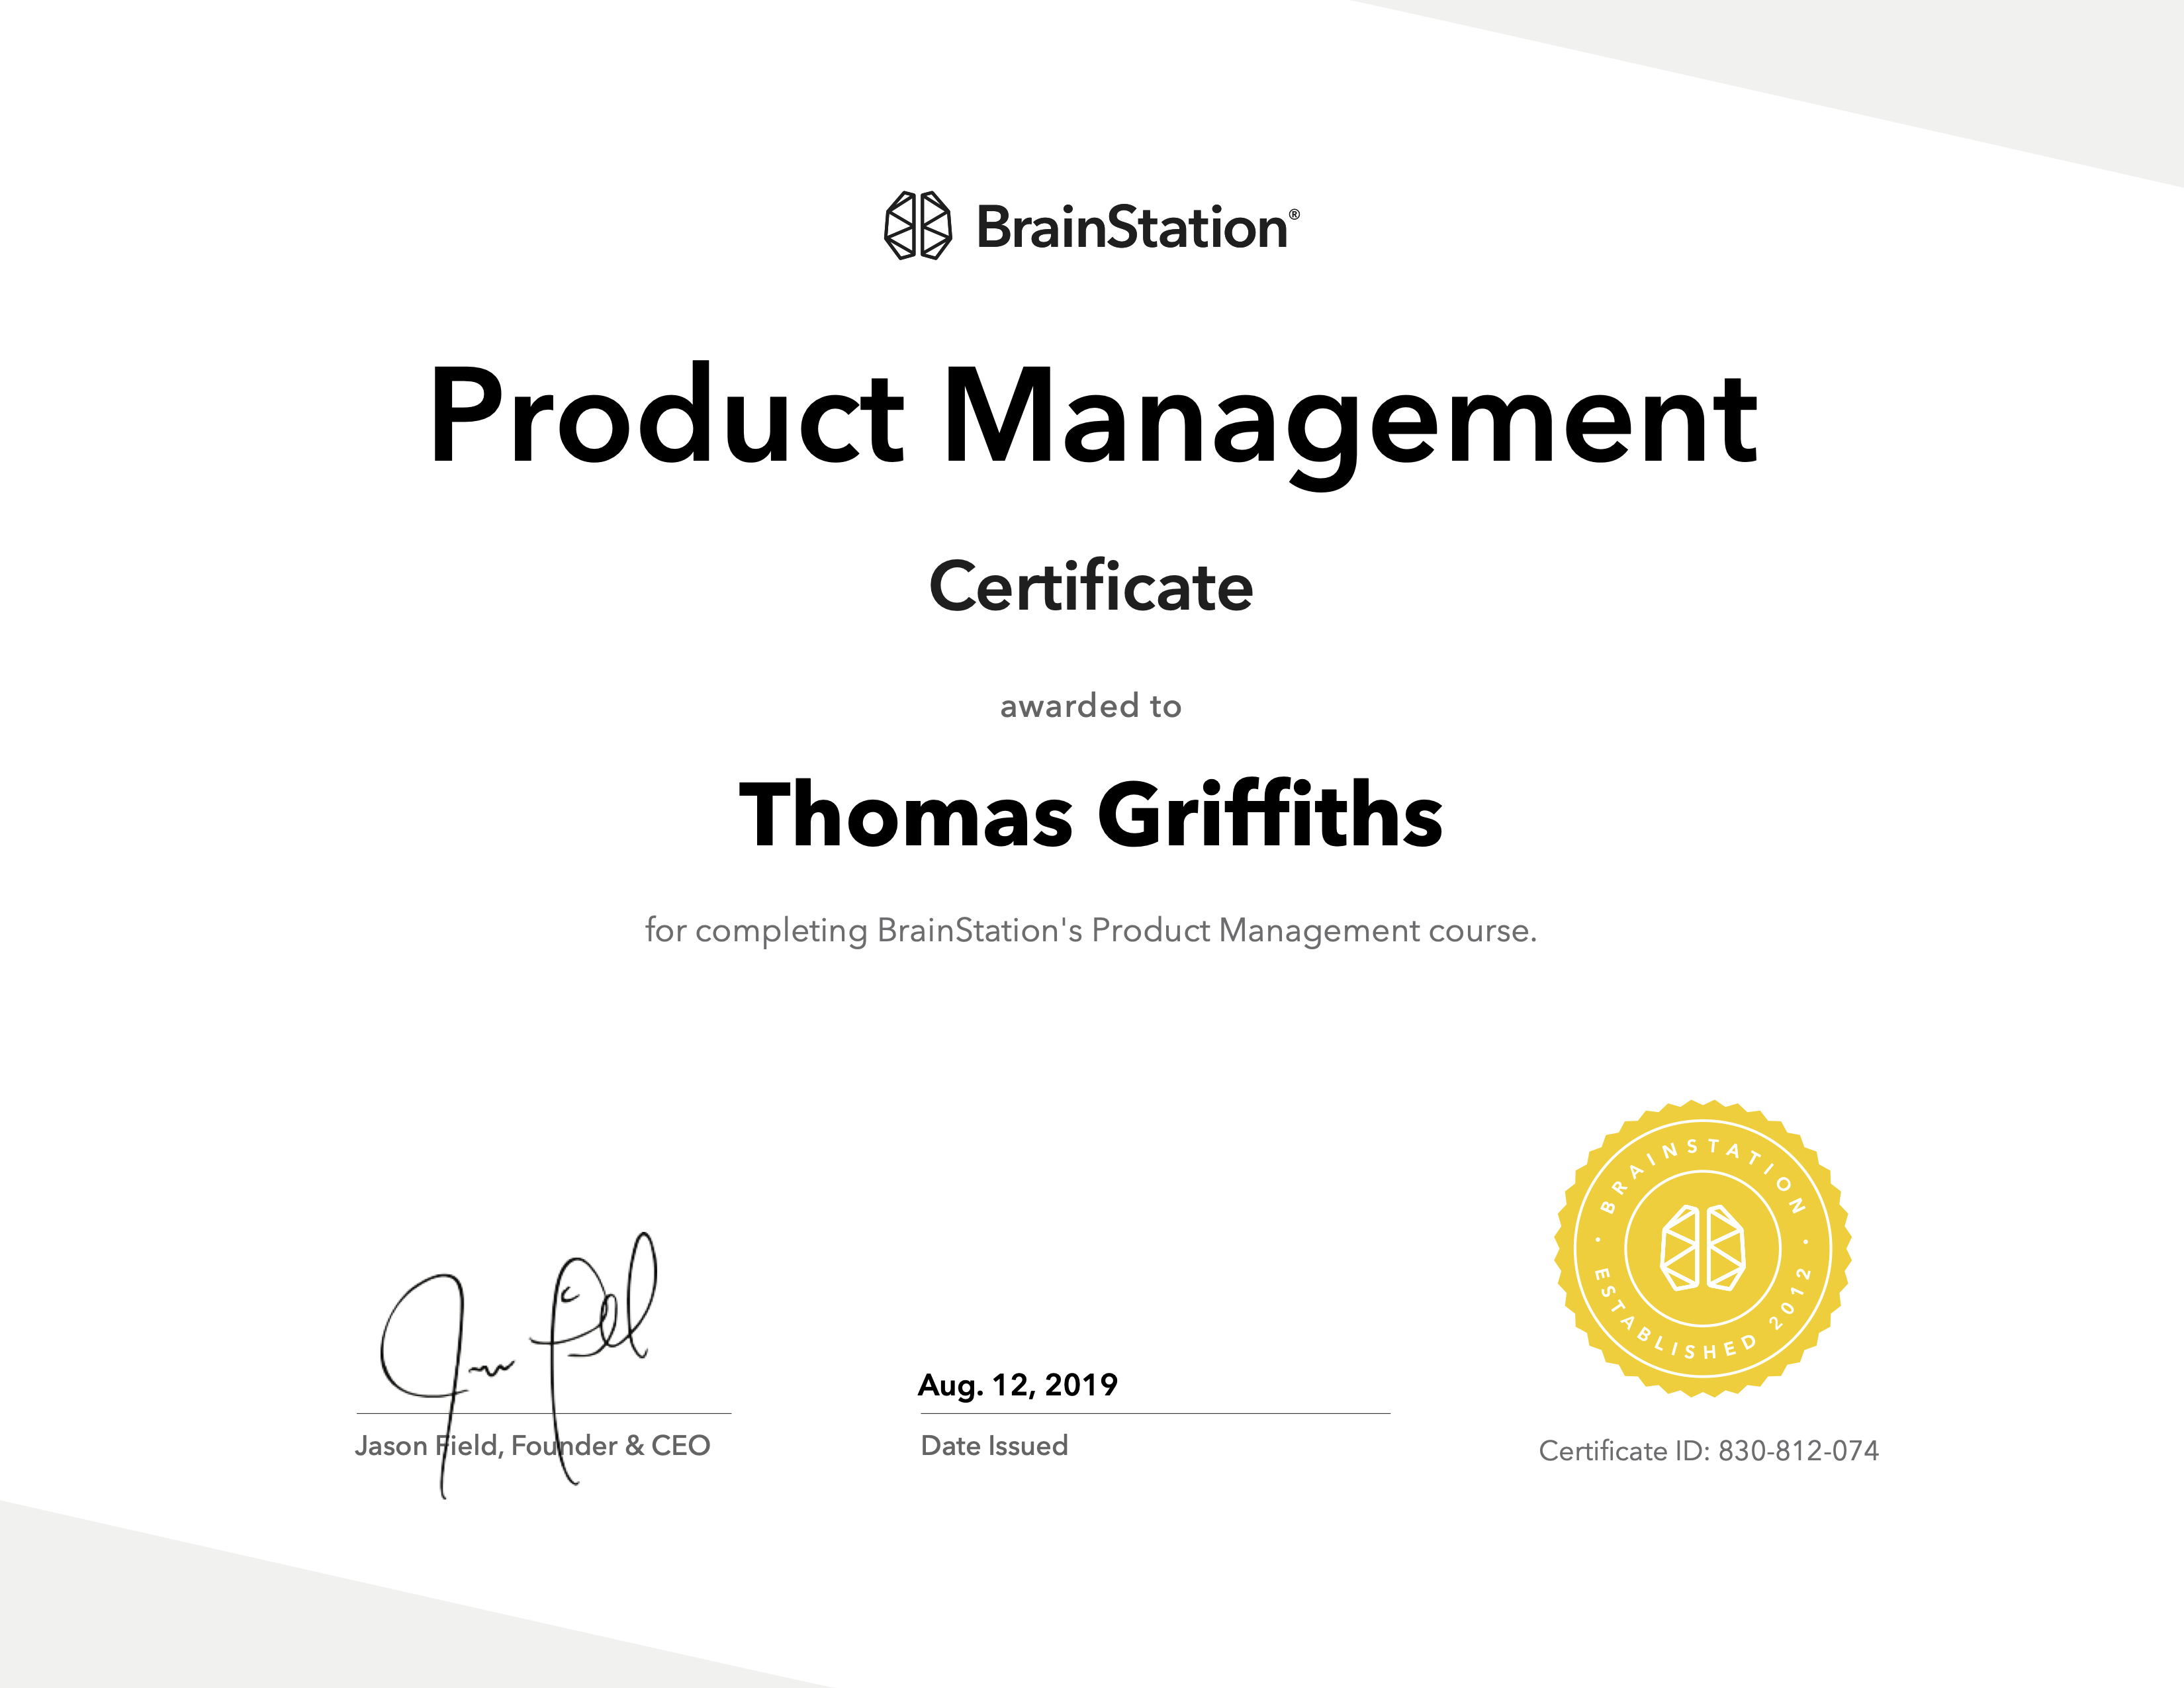 BrainStation®
Product Management
Certificate
awarded to
Thomas Griffiths
for completing BrainStation's Product Management course.
BRAINSTATION
• ESTABLISHED 2012 •
Aug. 12, 2019
Jason Field, Founder & CEO
Date Issued
Certificate ID: 830-812-074